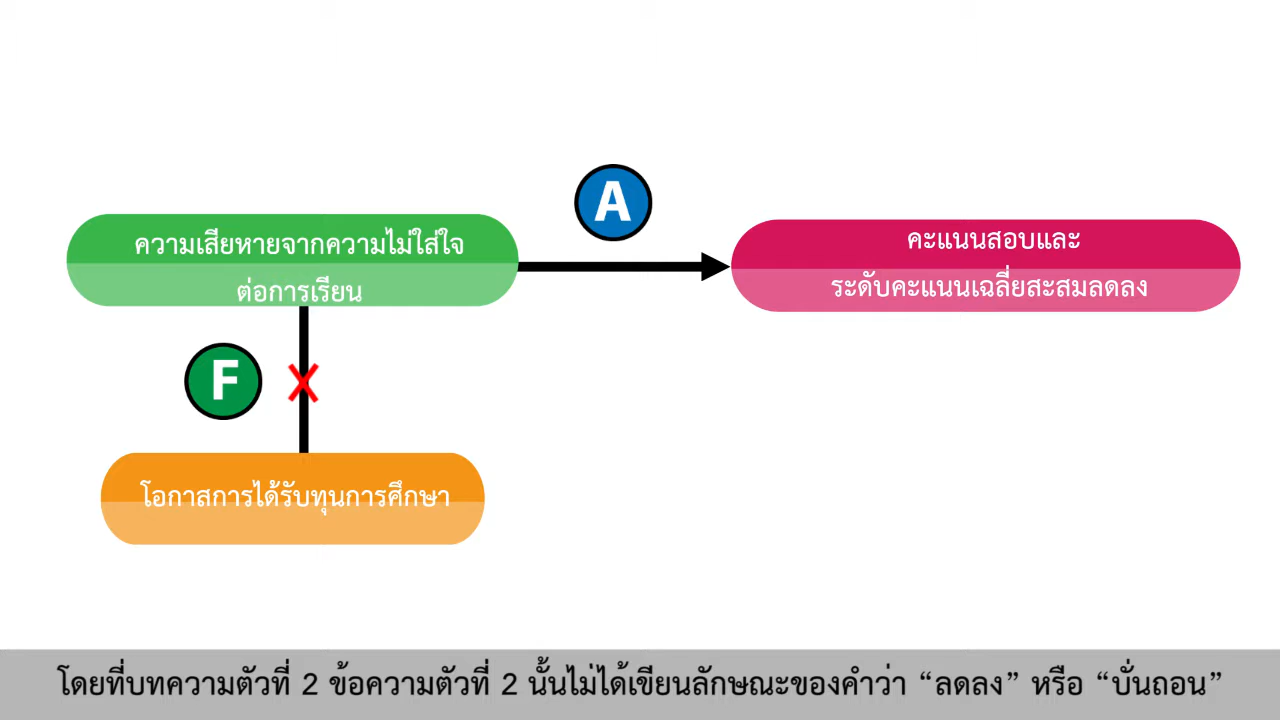 A
ความเสียหายจากความไม่ใส่ใจ
ต่อการเรียน
คะแนนสอบและ
ระดับคะแนนเฉลี่ยสะสมลดลง
F
X
โอกาสการได้รับทุนการศึกษา
โดยที่บทความตัวที่ 2 ข้อความตัวที่ 2 นั้นไม่ได้เขียนลักษณะของคำว่า “ลดลง” หรือ “บั่นถอน”